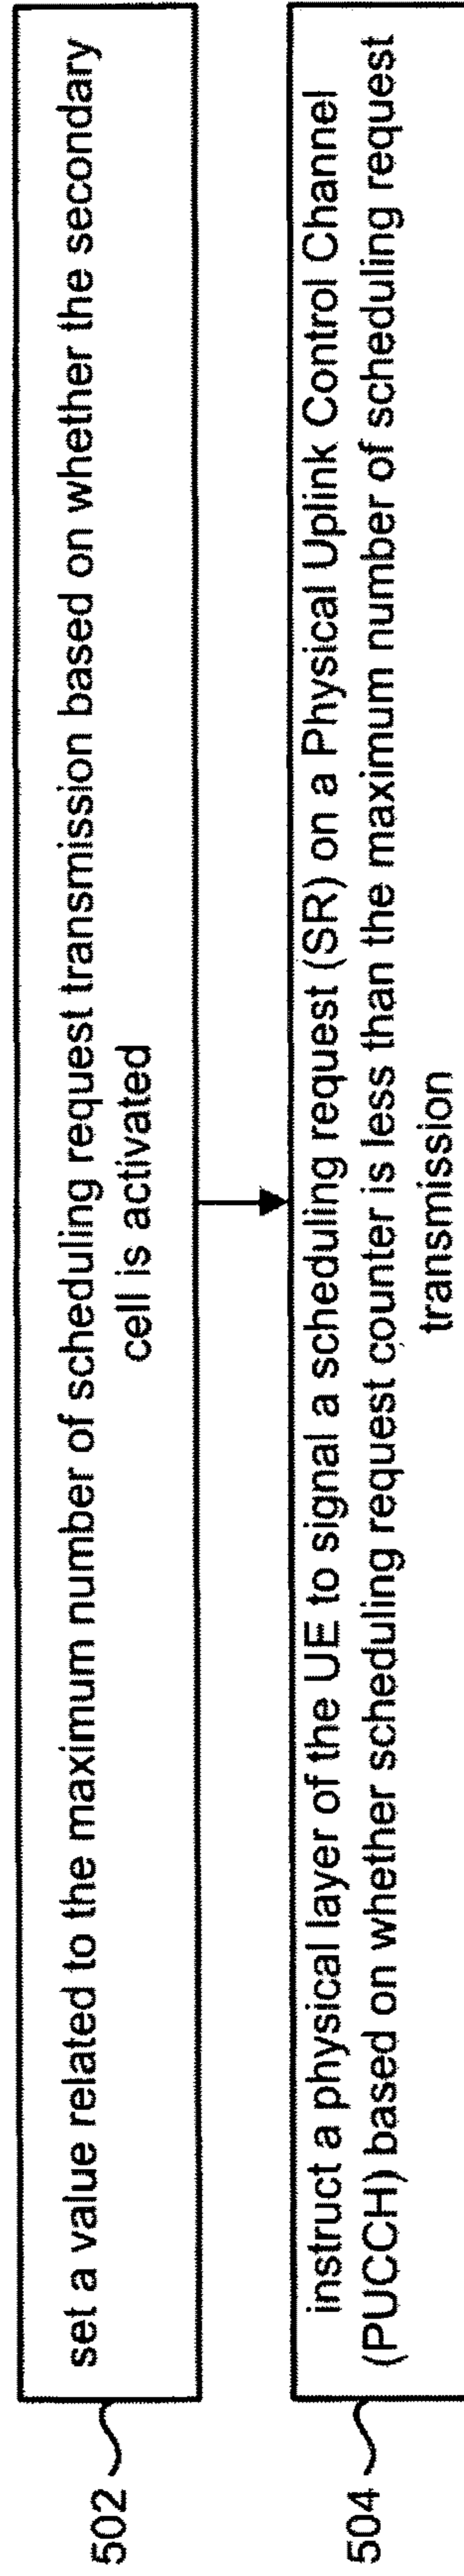 502
set a value related to the maximum number of scheduling request transmission based on whether the secondary
cell is activated
504
instruct a physical layer of the UE to signal a scheduling request (SR) on a Physical Uplink Control Channel
(PUCCH) based on whether scheduling request counter is less than the maximum number of scheduling request
transmission